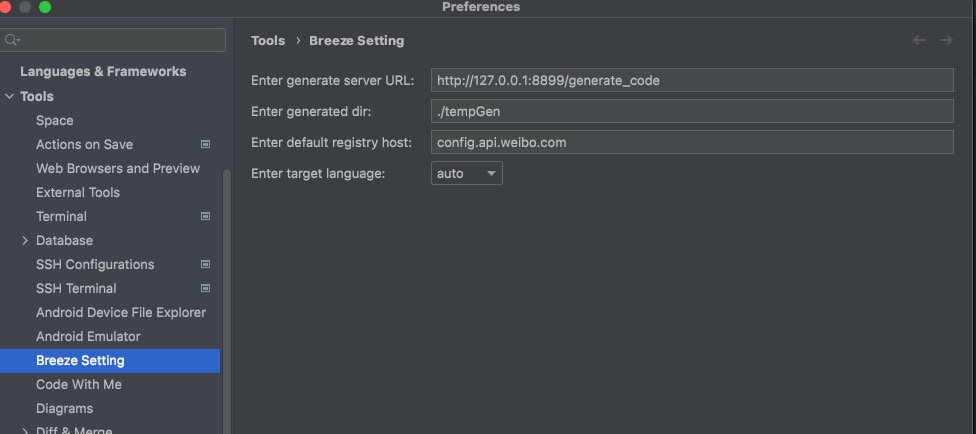 Preferences
Languages & Frameworks
Tools
Space
Actions on Save
Web Browsers and Preview
External Tools
Terminal
Database
SSH Configurations
SSH Terminal
Android Device File Explorer
Android Emulator
Breeze Setting
Code With Me
Diagrams
Diff & Merge
Tools › Breeze Setting
Enter generate server URL: http://127.0.0.1:8899/generate_code
Enter generated dir: ./tempGen
Enter default registry host: config.api.weibo.com
Enter target language: auto